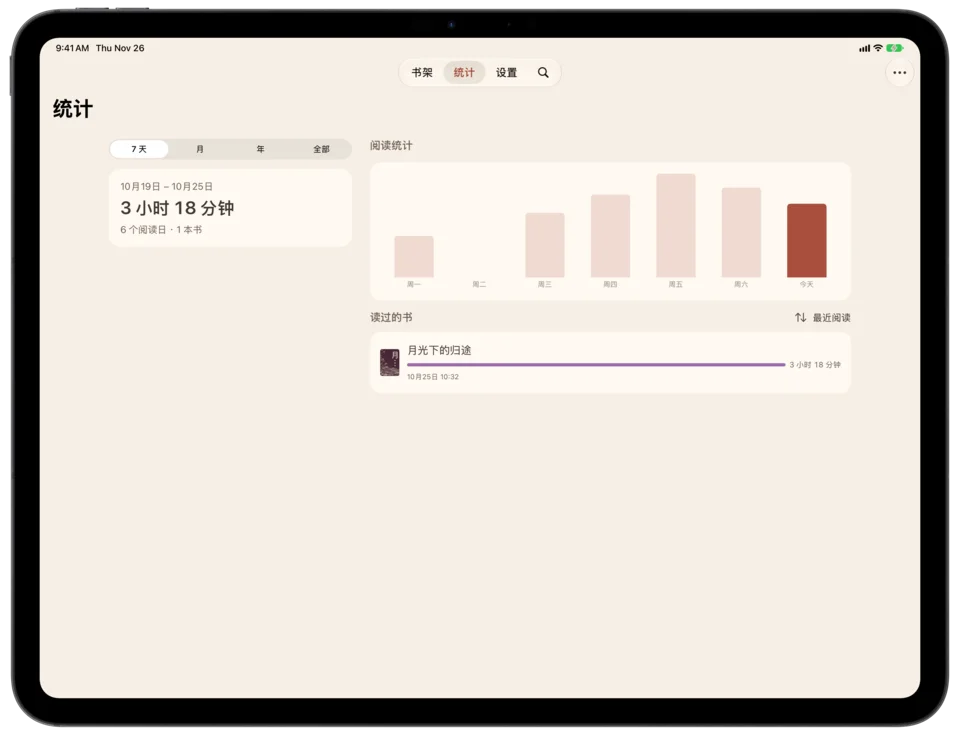 9:41 AM Thu Nov 26
书架 统计 设置
统计
7 天 月 年 全部
10月19日 – 10月25日
3 小时 18 分钟
6 个阅读日 · 1 本书
阅读统计
周一 周二 周三 周四 周五 周六 今天
读过的书 最近阅读
月光下的归途
3 小时 18 分钟
10月25日 10:32